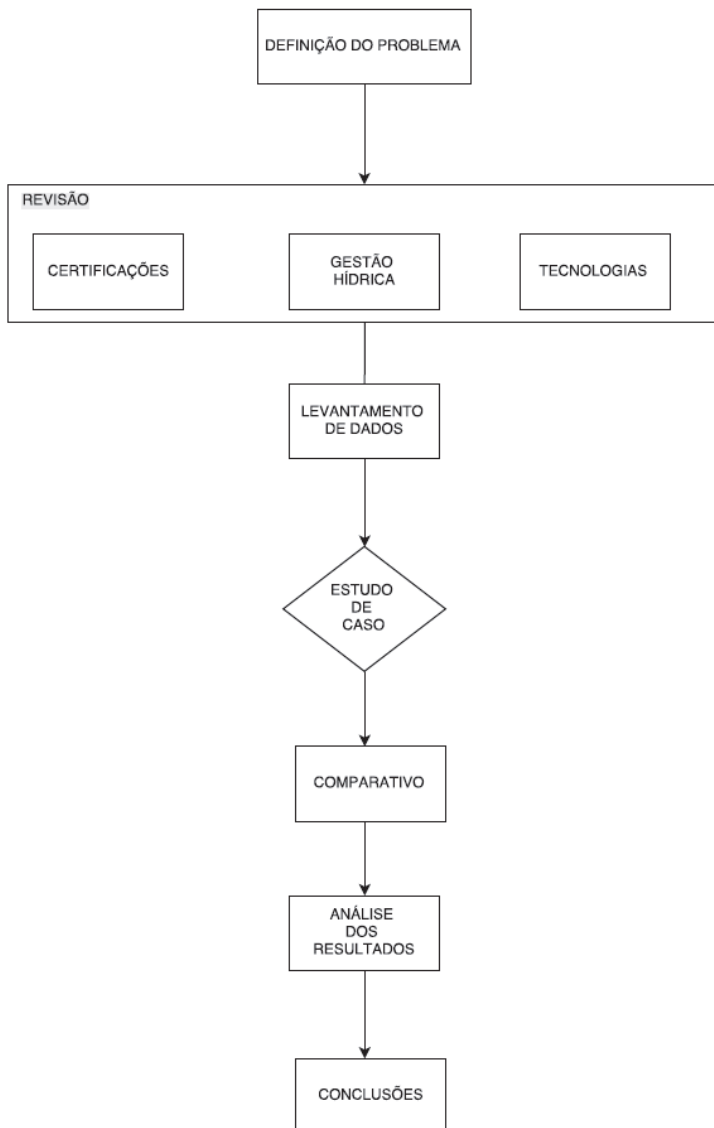 DEFINIÇÃO DO PROBLEMA
REVISÃO
CERTIFICAÇÕES
GESTÃO
HÍDRICA
TECNOLOGIAS
LEVANTAMENTO
DE DADOS
ESTUDO
DE
CASO
COMPARATIVO
ANÁLISE
DOS
RESULTADOS
CONCLUSÕES